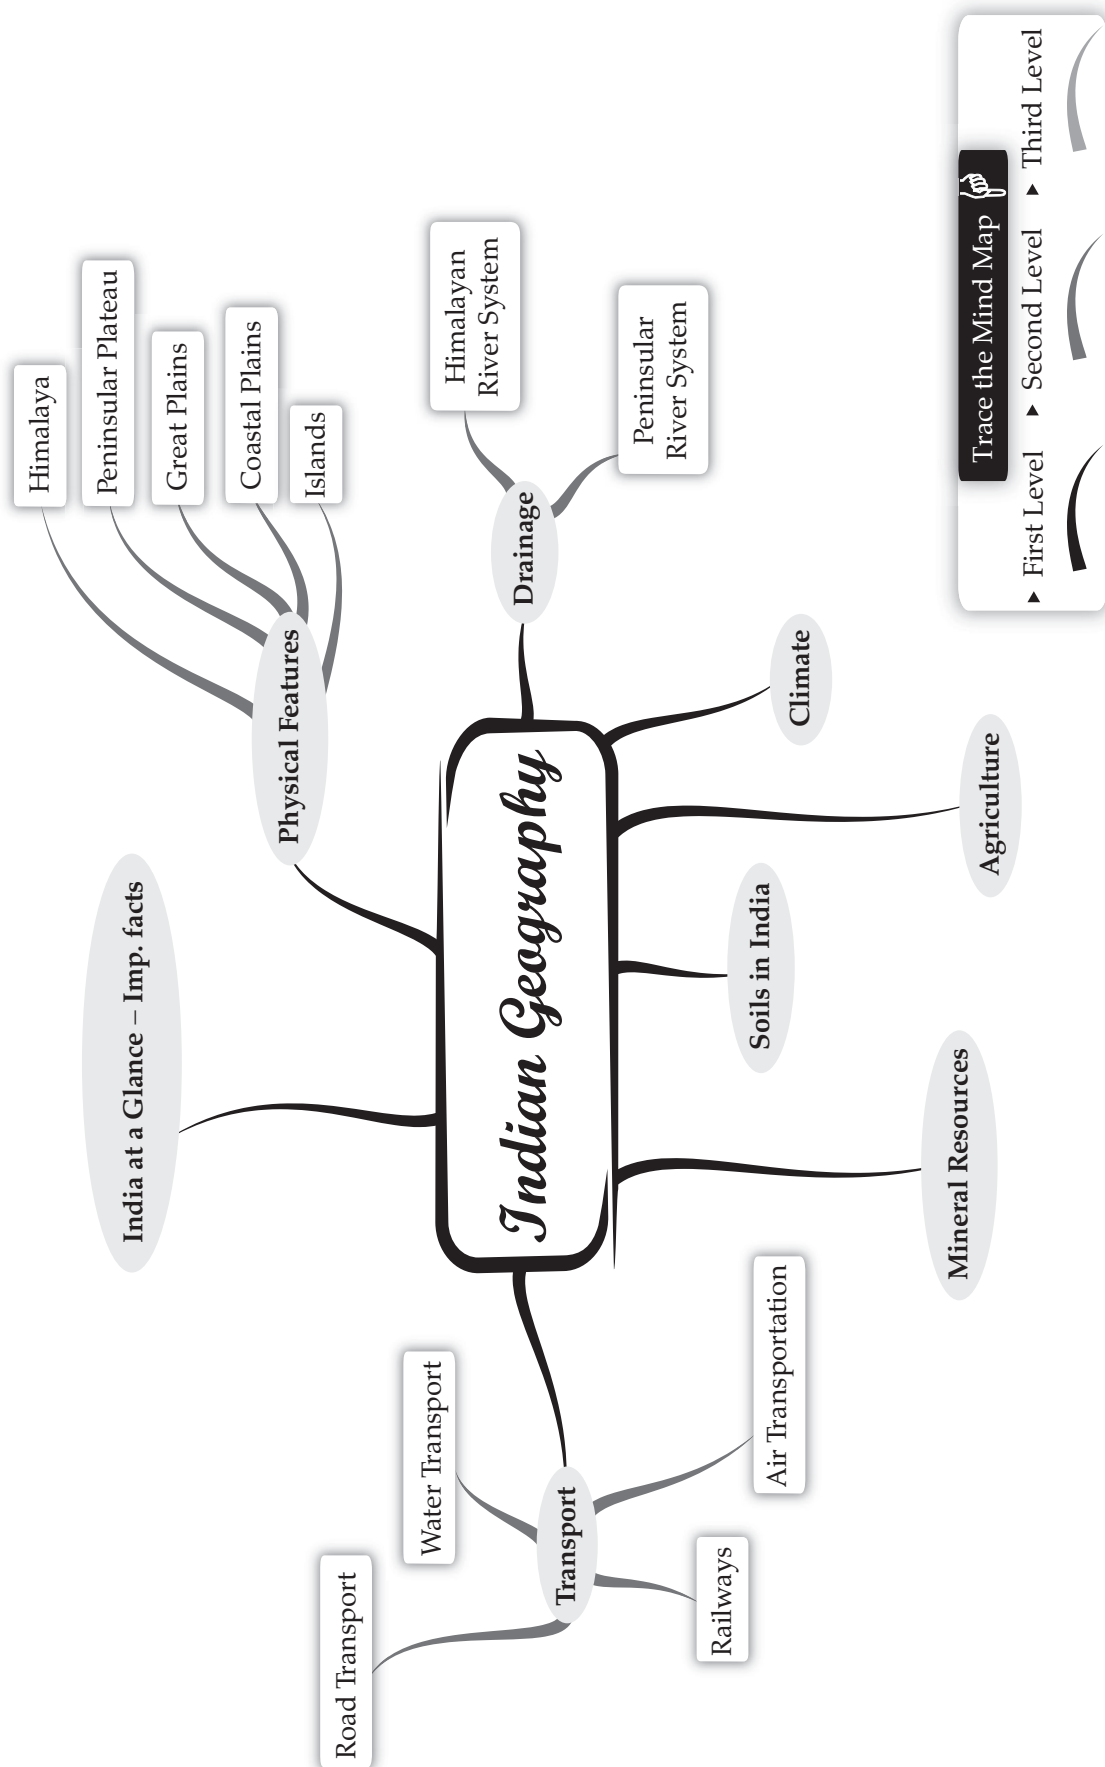 Indian Geography
India at a Glance – Imp. facts
Physical Features
Himalaya
Peninsular Plateau
Great Plains
Coastal Plains
Islands
Drainage
Himalayan
River System
Peninsular
River System
Climate
Agriculture
Soils in India
Mineral Resources
Transport
Road Transport
Water Transport
Railways
Air Transportation
Trace the Mind Map
▶ First Level ▶ Second Level ▶ Third Level